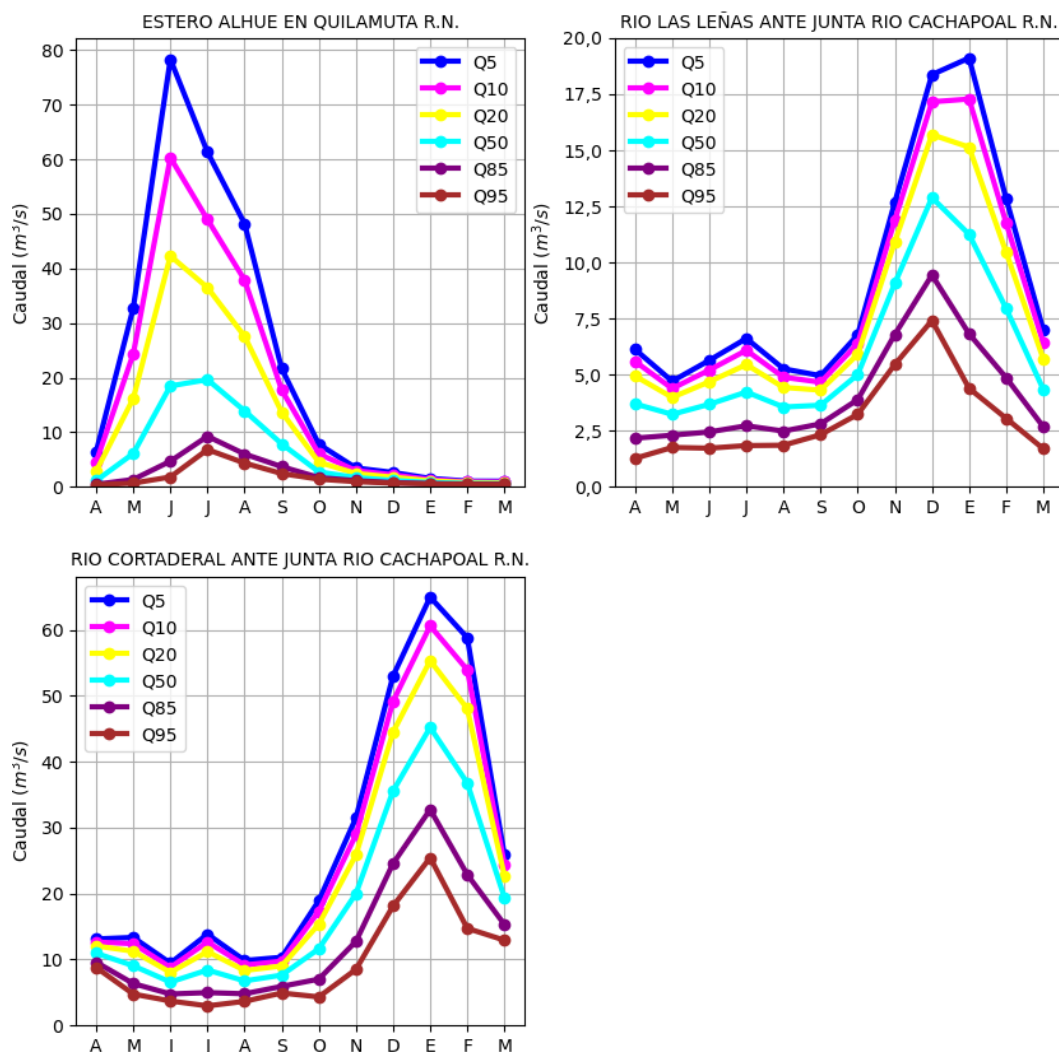 ESTERO ALHUE EN QUILAMUTA R.N.
80
70
60
50
40
30
20
10
0
Caudal (m³/s)
Q5
Q10
Q20
Q50
Q85
Q95
A M J J A S O N D E F M
RIO LAS LEÑAS ANTE JUNTA RIO CACHAPOAL R.N.
20,0
17,5
15,0
12,5
10,0
7,5
5,0
2,5
0,0
Caudal (m³/s)
Q5
Q10
Q20
Q50
Q85
Q95
A M J J A S O N D E F M
RIO CORTADERAL ANTE JUNTA RIO CACHAPOAL R.N.
60
50
40
30
20
10
0
Caudal (m³/s)
Q5
Q10
Q20
Q50
Q85
Q95
A M J J A S O N D E F M